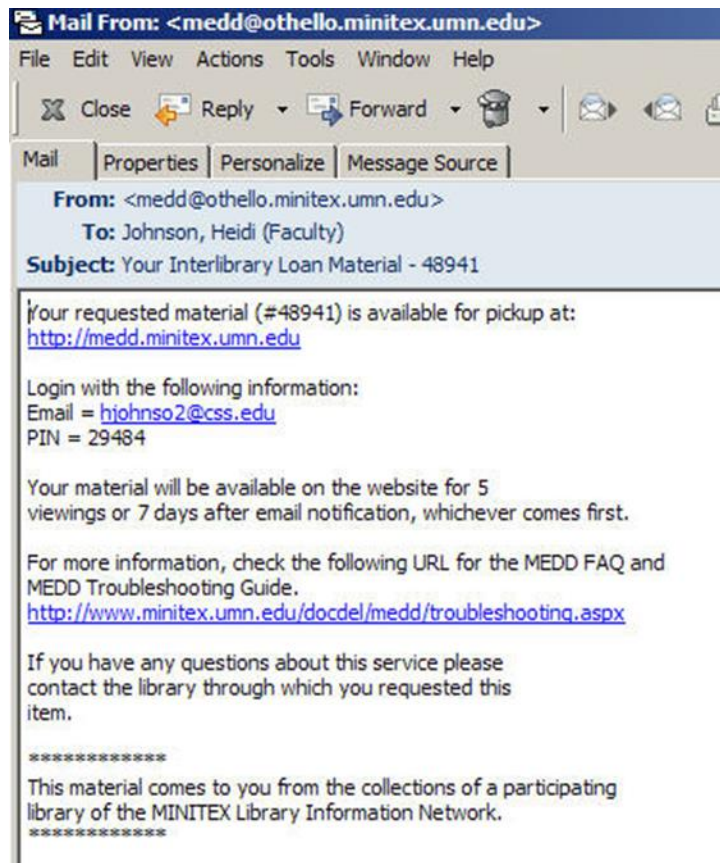 Mail From: <medd@othello.minitex.umn.edu>
File Edit View Actions Tools Window Help
Close Reply Forward
Mail Properties Personalize Message Source
From: <medd@othello.minitex.umn.edu>
To: Johnson, Heidi (Faculty)
Subject: Your Interlibrary Loan Material - 48941
Your requested material (#48941) is available for pickup at:
http://medd.minitex.umn.edu
Login with the following information:
Email = hjohnso2@css.edu
PIN = 29484
Your material will be available on the website for 5
viewings or 7 days after email notification, whichever comes first.
For more information, check the following URL for the MEDD FAQ and
MEDD Troubleshooting Guide.
http://www.minitex.umn.edu/docdel/medd/troubleshooting.aspx
If you have any questions about this service please
contact the library through which you requested this
item.
************
This material comes to you from the collections of a participating
library of the MINITEX Library Information Network.
************